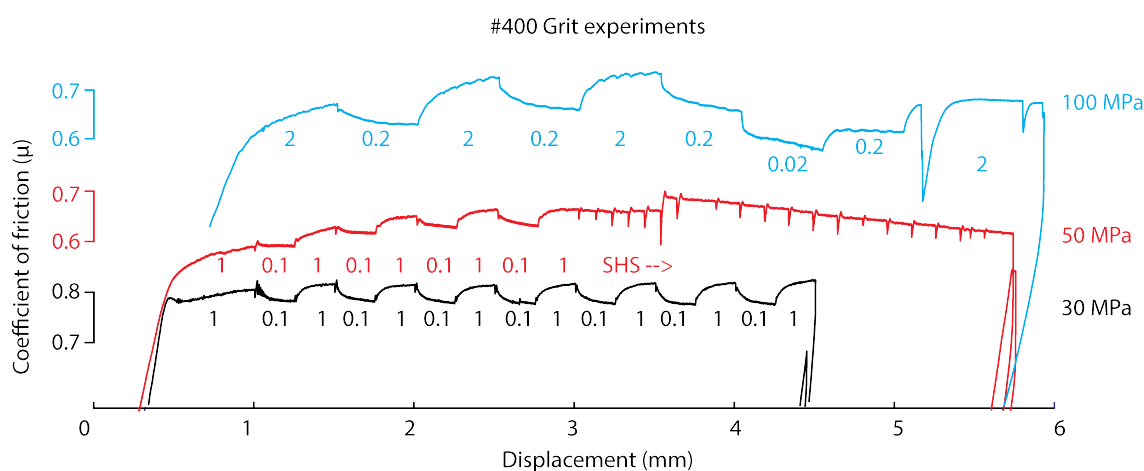 #400 Grit experiments
0.7
0.6
2 0.2 2 0.2 2 0.2 0.02 0.2 2
100 MPa
0.7
0.6
1 0.1 1 0.1 1 0.1 1 0.1 1 SHS -->
50 MPa
0.8
0.7
1 0.1 1 0.1 1 0.1 1 0.1 1 0.1 1 0.1 1 0.1 1
30 MPa
Coefficient of friction (μ)
0 1 2 3 4 5 6
Displacement (mm)